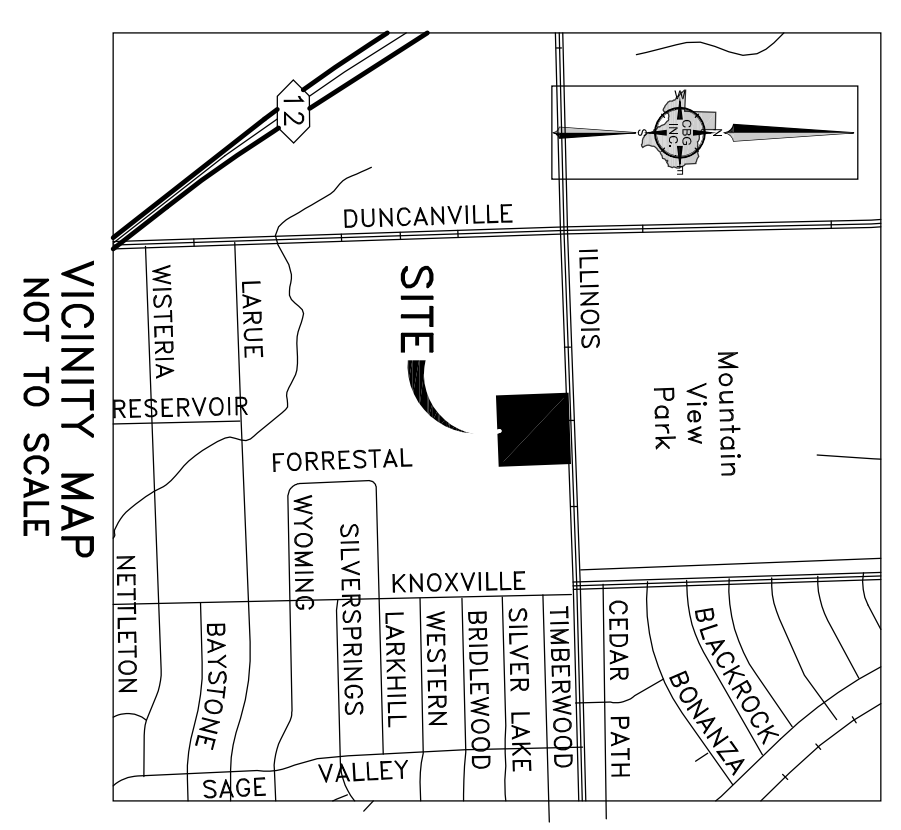 12
W
S
CBG
INC.
N
E
DUNCANVILLE
ILLINOIS
WISTERIA
LARUE
SITE
Mountain
View
Park
RESERVOIR
FORRESTAL
WYOMING
SILVERSPRINGS
KNOXVILLE
NETTLETON
BAYSTONE
LARKHILL
WESTERN
BRIDLEWOOD
SILVER LAKE
TIMBERWOOD
CEDAR PATH
BLACKROCK
BONANZA
SAGE VALLEY
VICINITY MAP
NOT TO SCALE